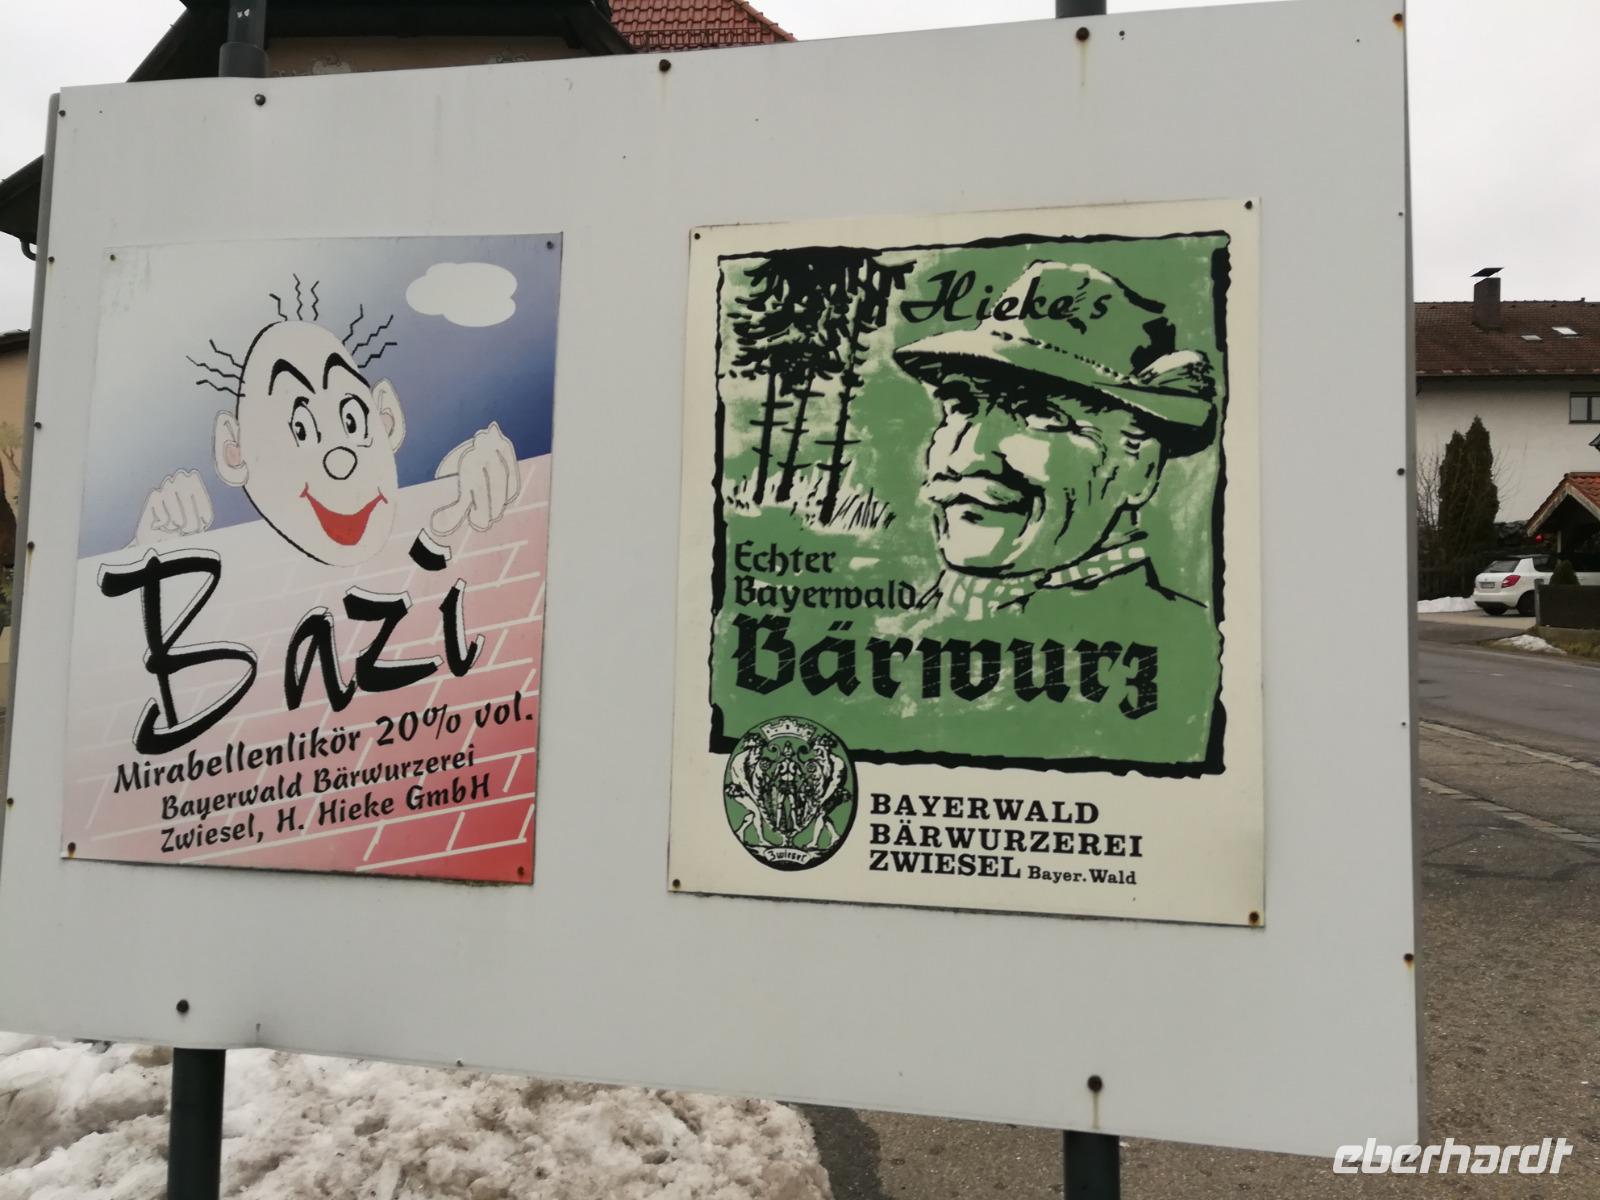 Bazi
Mirabellenlikör 20% vol.
Bayerwald Bärwurzerei
Zwiesel, H. Hieke GmbH
Hieke's
Echter
Bayerwald
Bärwurz
Zwiesel
BAYERWALD
BÄRWURZEREI
ZWIESEL Bayer. Wald
eberhardt